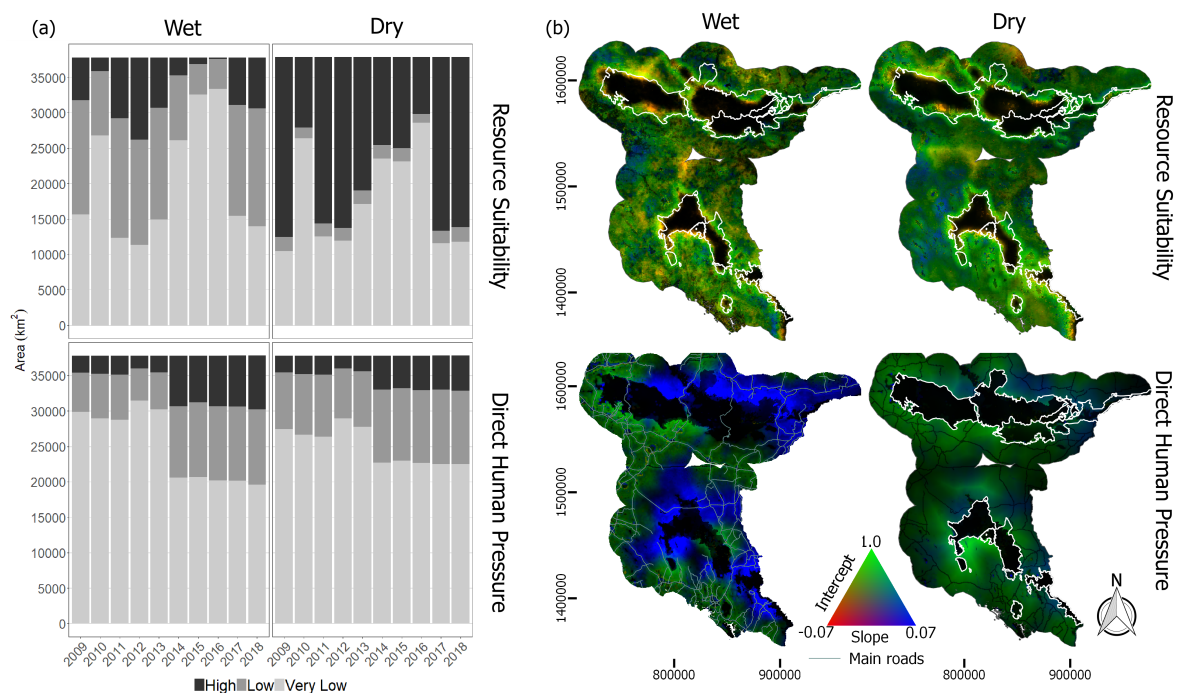 (a)
Wet
Dry
Resource Suitability
Direct Human Pressure
Area (km²)
35000
30000
25000
20000
15000
10000
5000
0
35000
30000
25000
20000
15000
10000
5000
0
2009 2010 2011 2012 2013 2014 2015 2016 2017 2018
2009 2010 2011 2012 2013 2014 2015 2016 2017 2018
High Low Very Low
(b)
Wet
Dry
Resource Suitability
Direct Human Pressure
1600000
1500000
1400000
1600000
1500000
1400000
1.0
Intercept
-0.07
Slope
0.07
Main roads
N
800000
900000
800000
900000